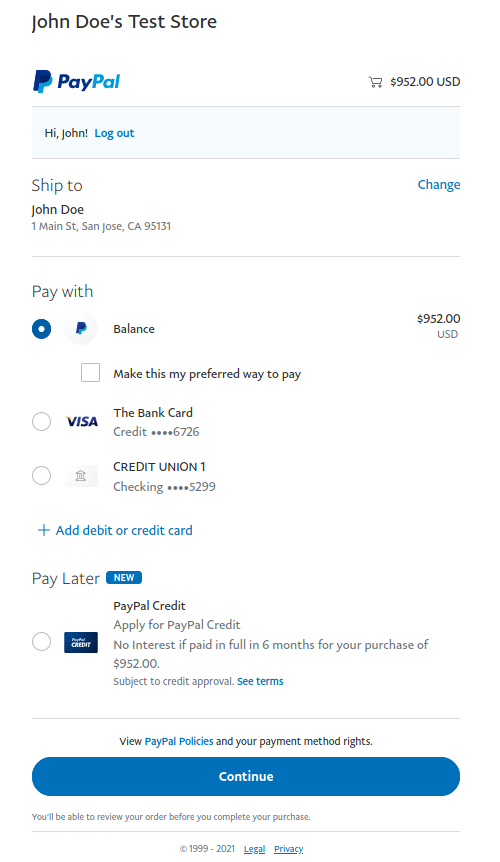 John Doe's Test Store
PayPal $952.00 USD
Hi, John! Log out
Ship to Change
John Doe
1 Main St, San Jose, CA 95131
Pay with
Balance $952.00
USD
Make this my preferred way to pay
VISA The Bank Card
Credit ••••6726
CREDIT UNION 1
Checking ••••5299
+ Add debit or credit card
Pay Later NEW
PayPal Credit
Apply for PayPal Credit
PayPal CREDIT No Interest if paid in full in 6 months for your purchase of
$952.00.
Subject to credit approval. See terms
View PayPal Policies and your payment method rights.
Continue
You'll be able to review your order before you complete your purchase.
© 1999 - 2021 Legal Privacy